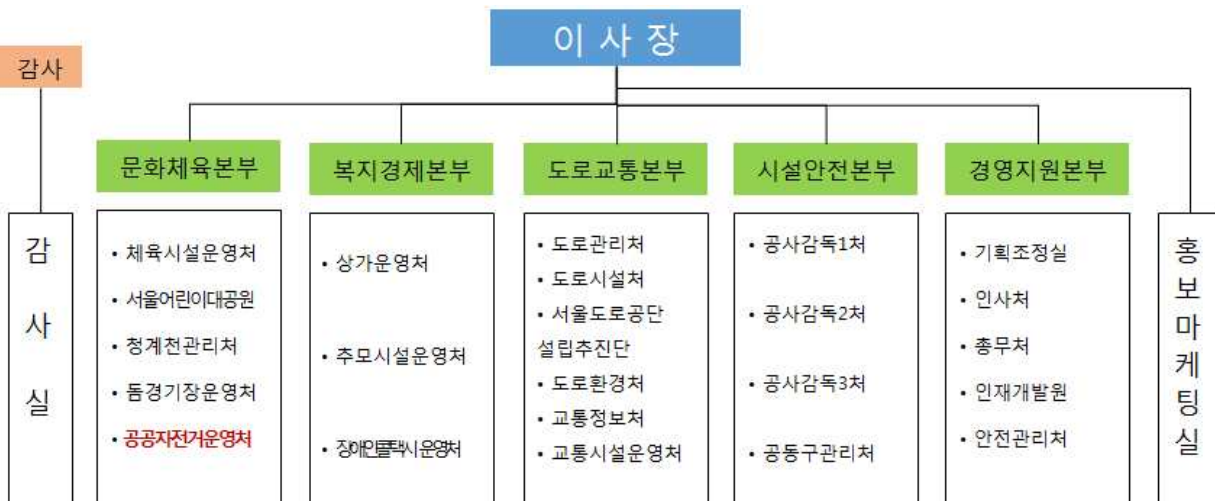 이 사 장
감사
문화체육본부
복지경제본부
도로교통본부
시설안전본부
경영지원본부
감
사
실
• 체육시설운영처
• 서울어린이대공원
• 청계천관리처
• 돔경기장운영처
• 공공자전거운영처
• 상가운영처
• 추모시설운영처
• 장애인콜택시운영처
• 도로관리처
• 도로시설처
• 서울도로공단
설립추진단
• 도로환경처
• 교통정보처
• 교통시설운영처
• 공사감독1처
• 공사감독2처
• 공사감독3처
• 공동구관리처
• 기획조정실
• 인사처
• 총무처
• 인재개발원
• 안전관리처
홍
보
마
케
팅
실